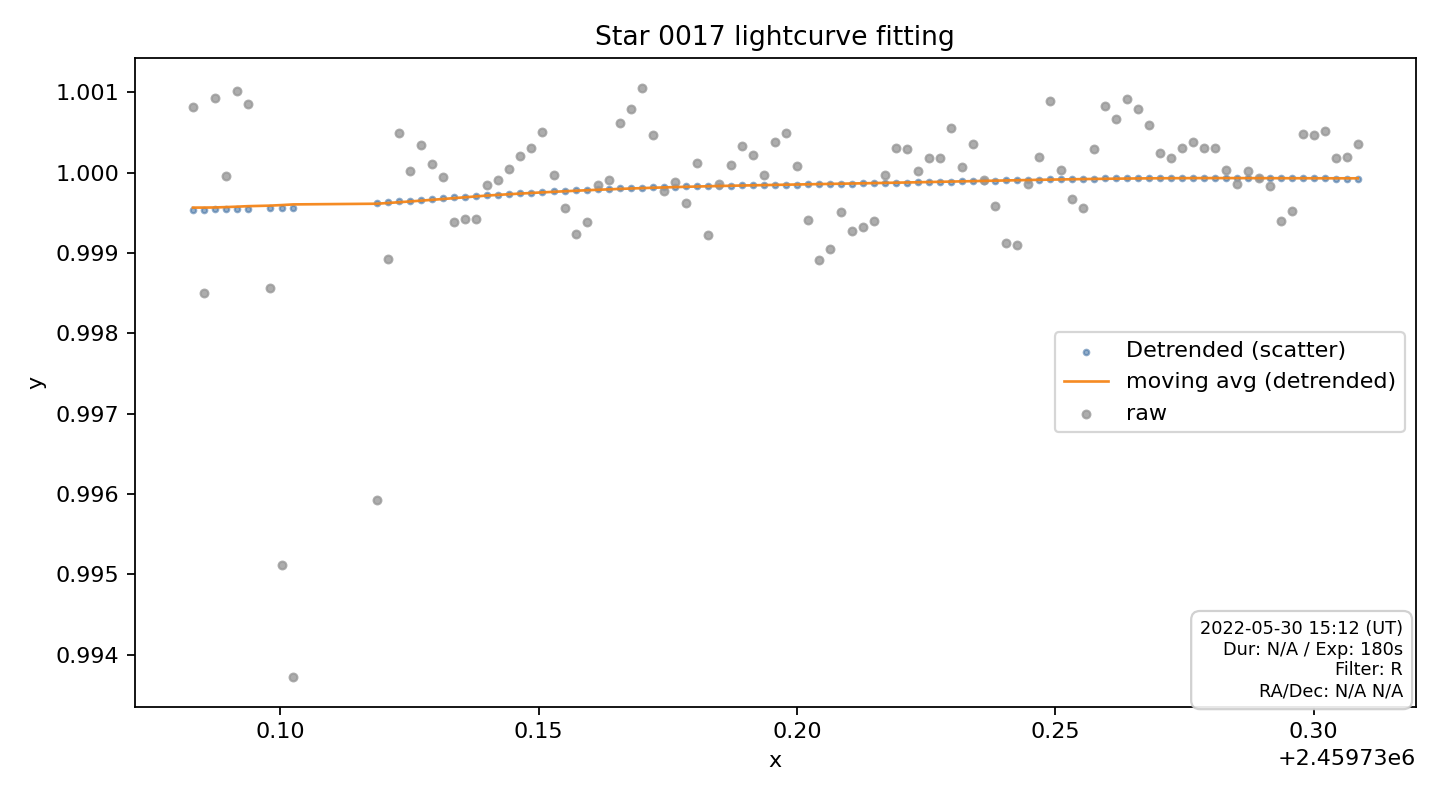 Star 0017 lightcurve fitting
1.001
1.000
0.999
0.998
0.997
0.996
0.995
0.994
y
Detrended (scatter)
moving avg (detrended)
raw
2022-05-30 15:12 (UT)
Dur: N/A / Exp: 180s
Filter: R
RA/Dec: N/A N/A
0.10 0.15 0.20 0.25 0.30
x
+2.45973e6